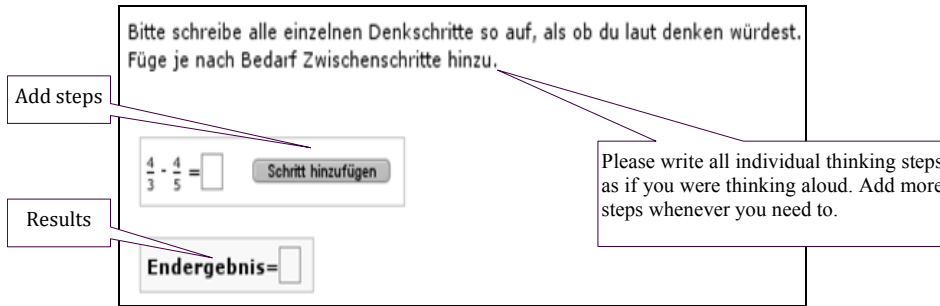 Bitte schreibe alle einzelnen Denkschritte so auf, als ob du laut denken würdest.
Füge je nach Bedarf Zwischenschritte hinzu.
Add steps
4/3 - 4/5 =
Schritt hinzufügen
Please write all individual thinking steps
as if you were thinking aloud. Add more
steps whenever you need to.
Results
Endergebnis=